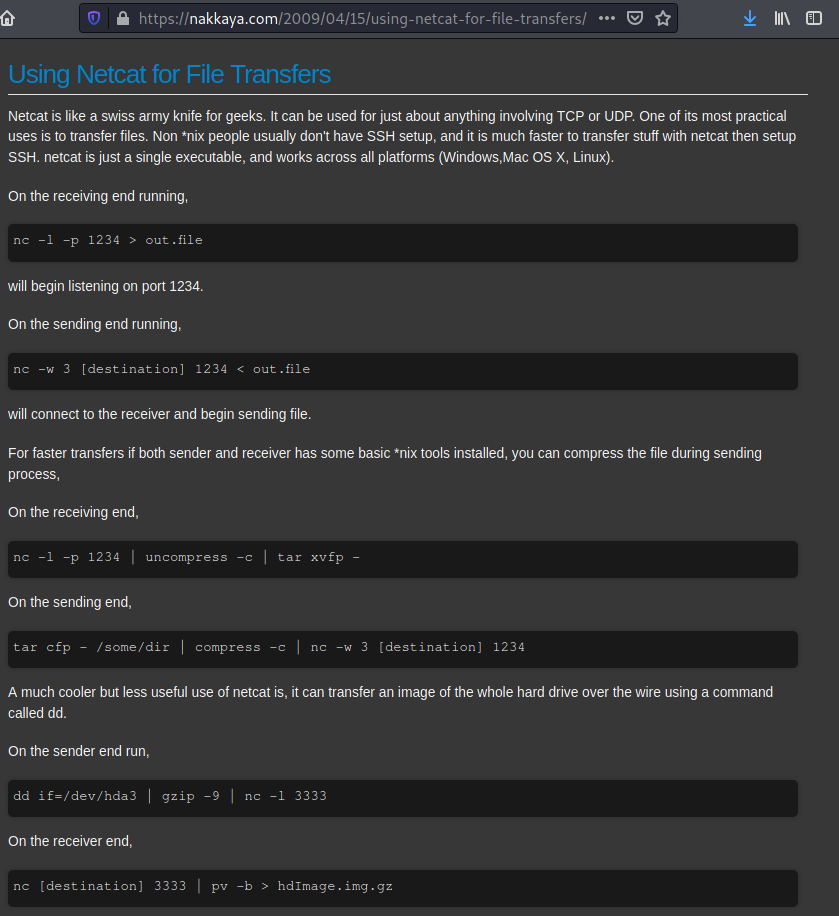 https://nakkaya.com/2009/04/15/using-netcat-for-file-transfers/
Using Netcat for File Transfers
Netcat is like a swiss army knife for geeks. It can be used for just about anything involving TCP or UDP. One of its most practical
uses is to transfer files. Non *nix people usually don't have SSH setup, and it is much faster to transfer stuff with netcat then setup
SSH. netcat is just a single executable, and works across all platforms (Windows,Mac OS X, Linux).
On the receiving end running,
nc -l -p 1234 > out.file
will begin listening on port 1234.
On the sending end running,
nc -w 3 [destination] 1234 < out.file
will connect to the receiver and begin sending file.
For faster transfers if both sender and receiver has some basic *nix tools installed, you can compress the file during sending
process,
On the receiving end,
nc -l -p 1234 | uncompress -c | tar xvfp -
On the sending end,
tar cfp - /some/dir | compress -c | nc -w 3 [destination] 1234
A much cooler but less useful use of netcat is, it can transfer an image of the whole hard drive over the wire using a command
called dd.
On the sender end run,
dd if=/dev/hda3 | gzip -9 | nc -l 3333
On the receiver end,
nc [destination] 3333 | pv -b > hdImage.img.gz